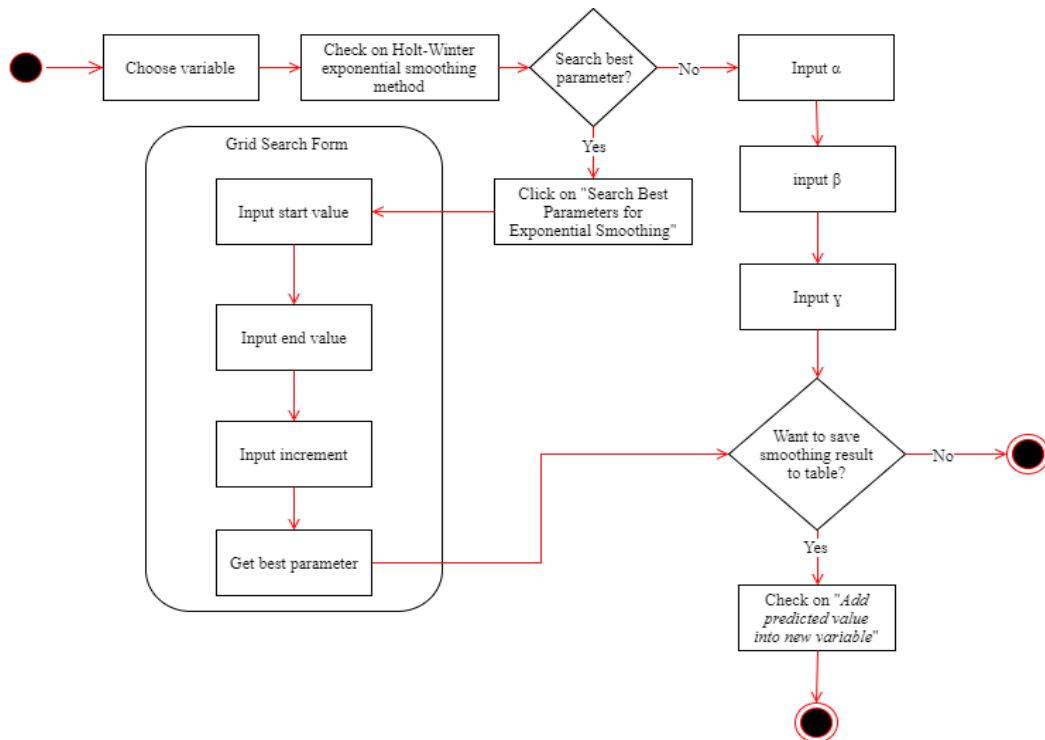 Choose variable
Check on Holt-Winter
exponential smoothing
method
Search best
parameter?
No
Input α
Yes
input β
Click on "Search Best
Parameters for
Exponential Smoothing"
Grid Search Form
Input start value
Input end value
Input increment
Get best parameter
Input ɣ
Want to save
smoothing result
to table?
No
Yes
Check on "Add
predicted value
into new variable"